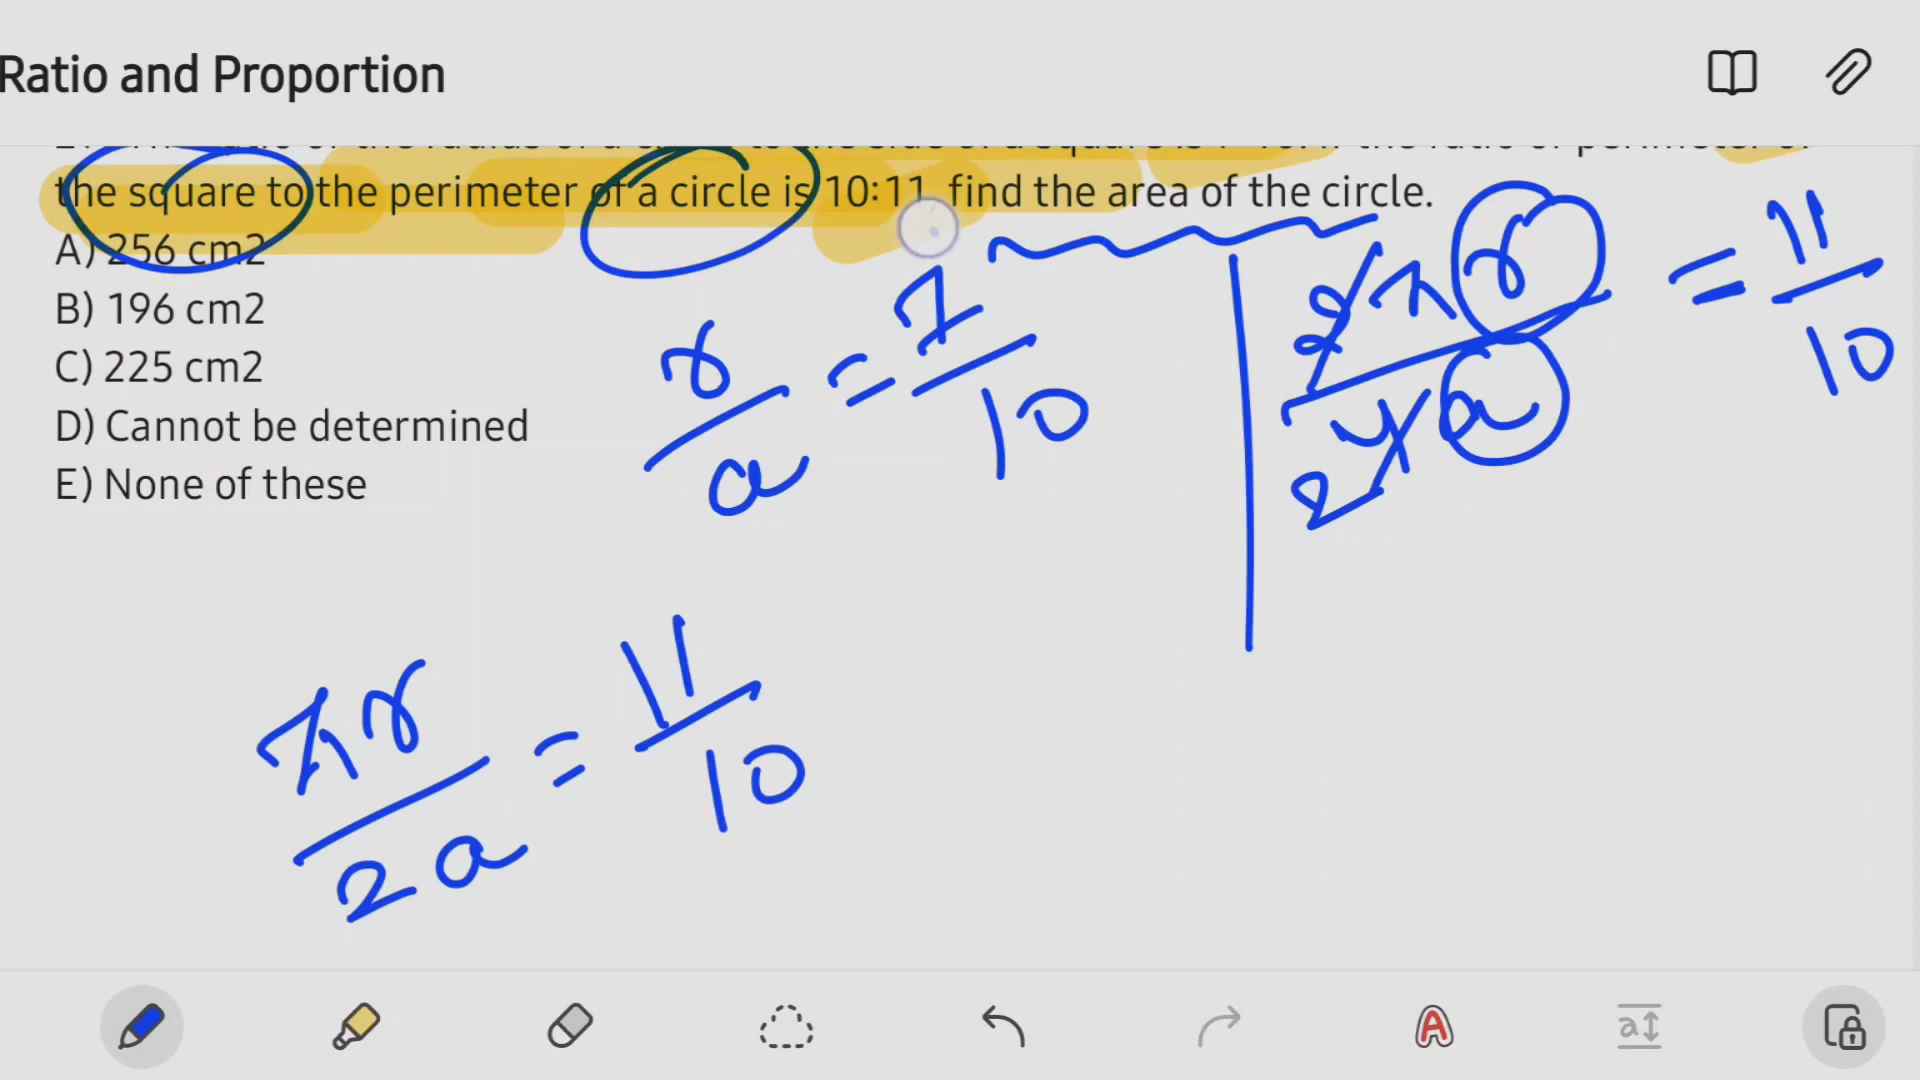 Ratio and Proportion
the square to the perimeter of a circle is 10:11, find the area of the circle.
A) 256 cm2
B) 196 cm2
C) 225 cm2
D) Cannot be determined
E) None of these
r/a = 7/10
2πr/4a = 11/10
2
πr/2a = 11/10